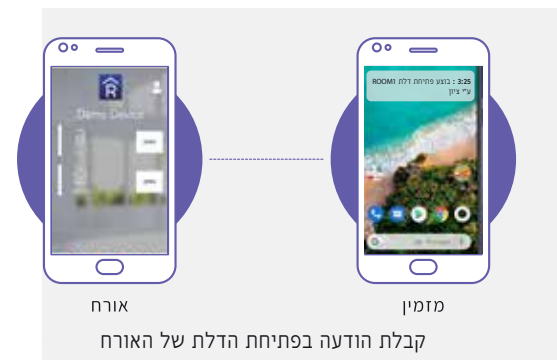 3:25 : בוצע פתיחת דלת ROOM1
ע״י ציון
Demo Device
מזמין
אורח
קבלת הודעה בפתיחת הדלת של האורח